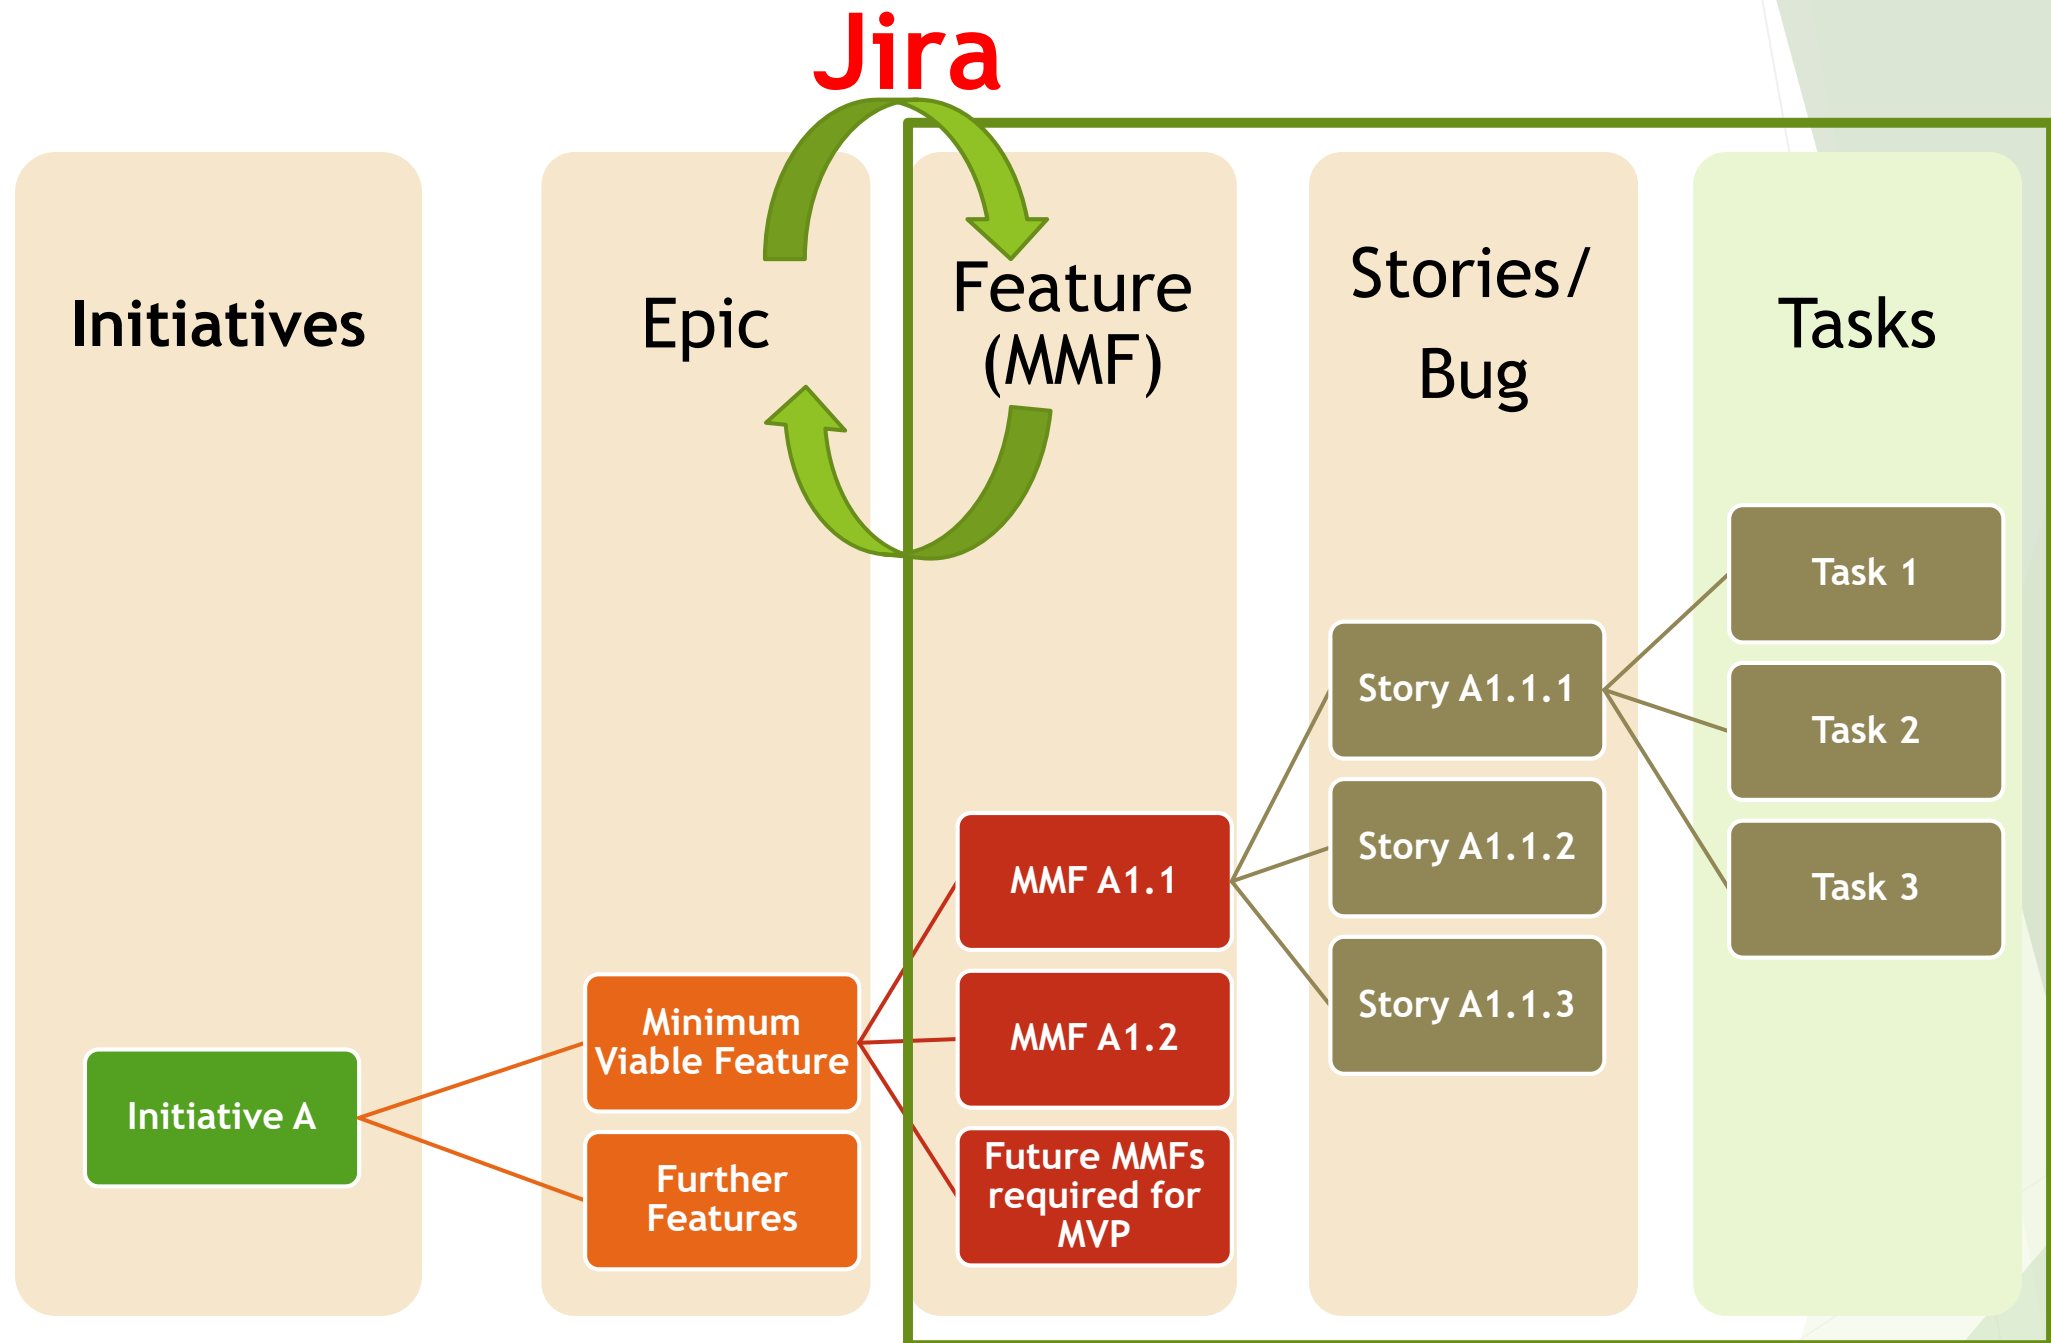 Jira
Initiatives
Epic
Feature
(MMF)
Stories/
Bug
Tasks
Initiative A
Minimum
Viable Feature
Further
Features
MMF A1.1
MMF A1.2
Future MMFs
required for
MVP
Story A1.1.1
Story A1.1.2
Story A1.1.3
Task 1
Task 2
Task 3